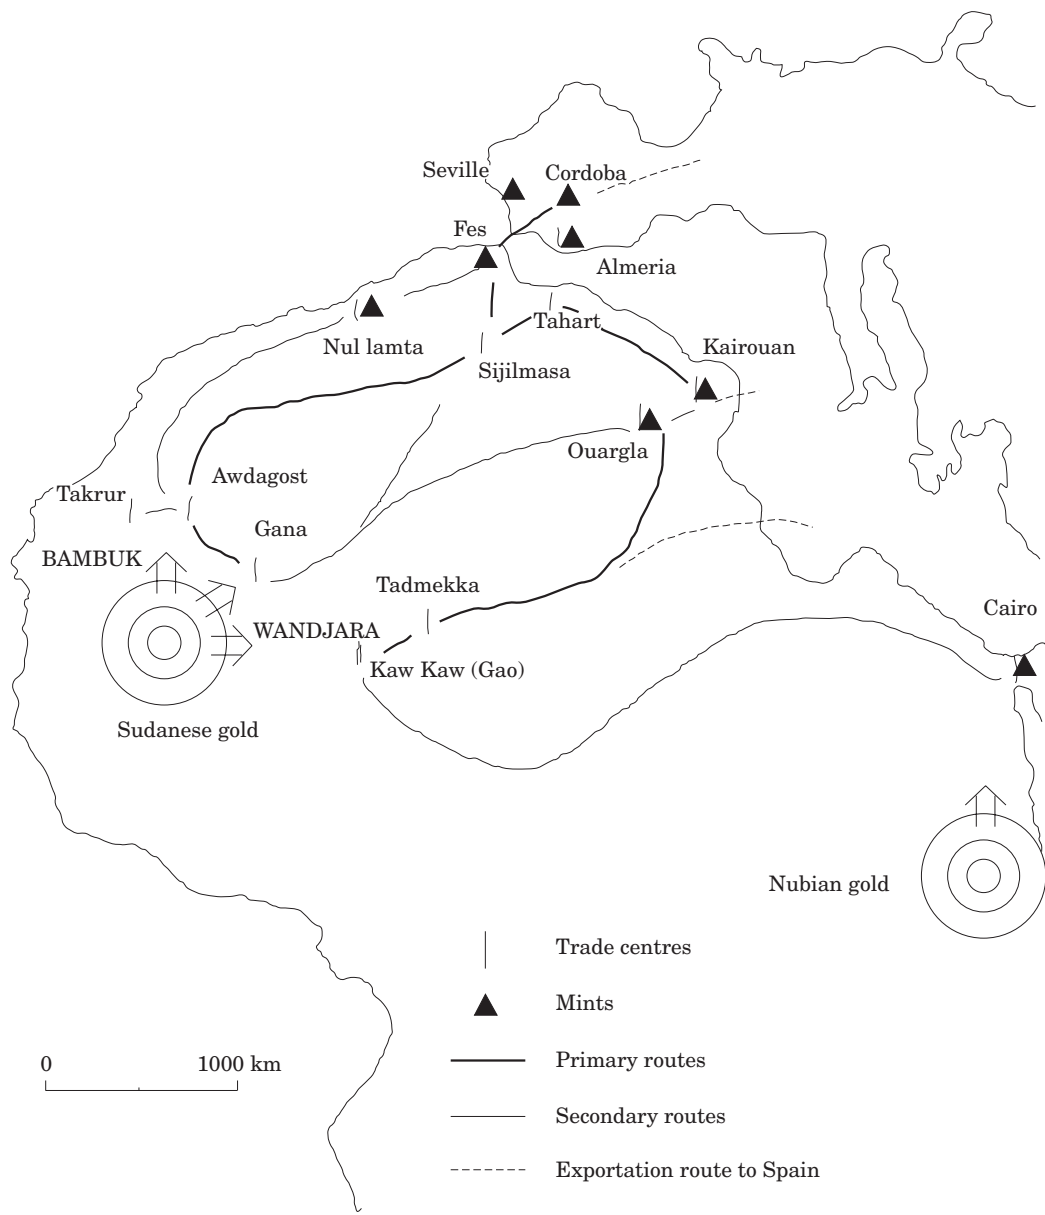 Seville
Cordoba
Fes
Almeria
Tahart
Nul lamta
Kairouan
Sijilmasa
Ouargla
Awdagost
Takrur
Gana
BAMBUK
Tadmekka
Cairo
WANDJARA
Kaw Kaw (Gao)
Sudanese gold
Nubian gold
Trade centres
Mints
0 1000 km
Primary routes
Secondary routes
Exportation route to Spain